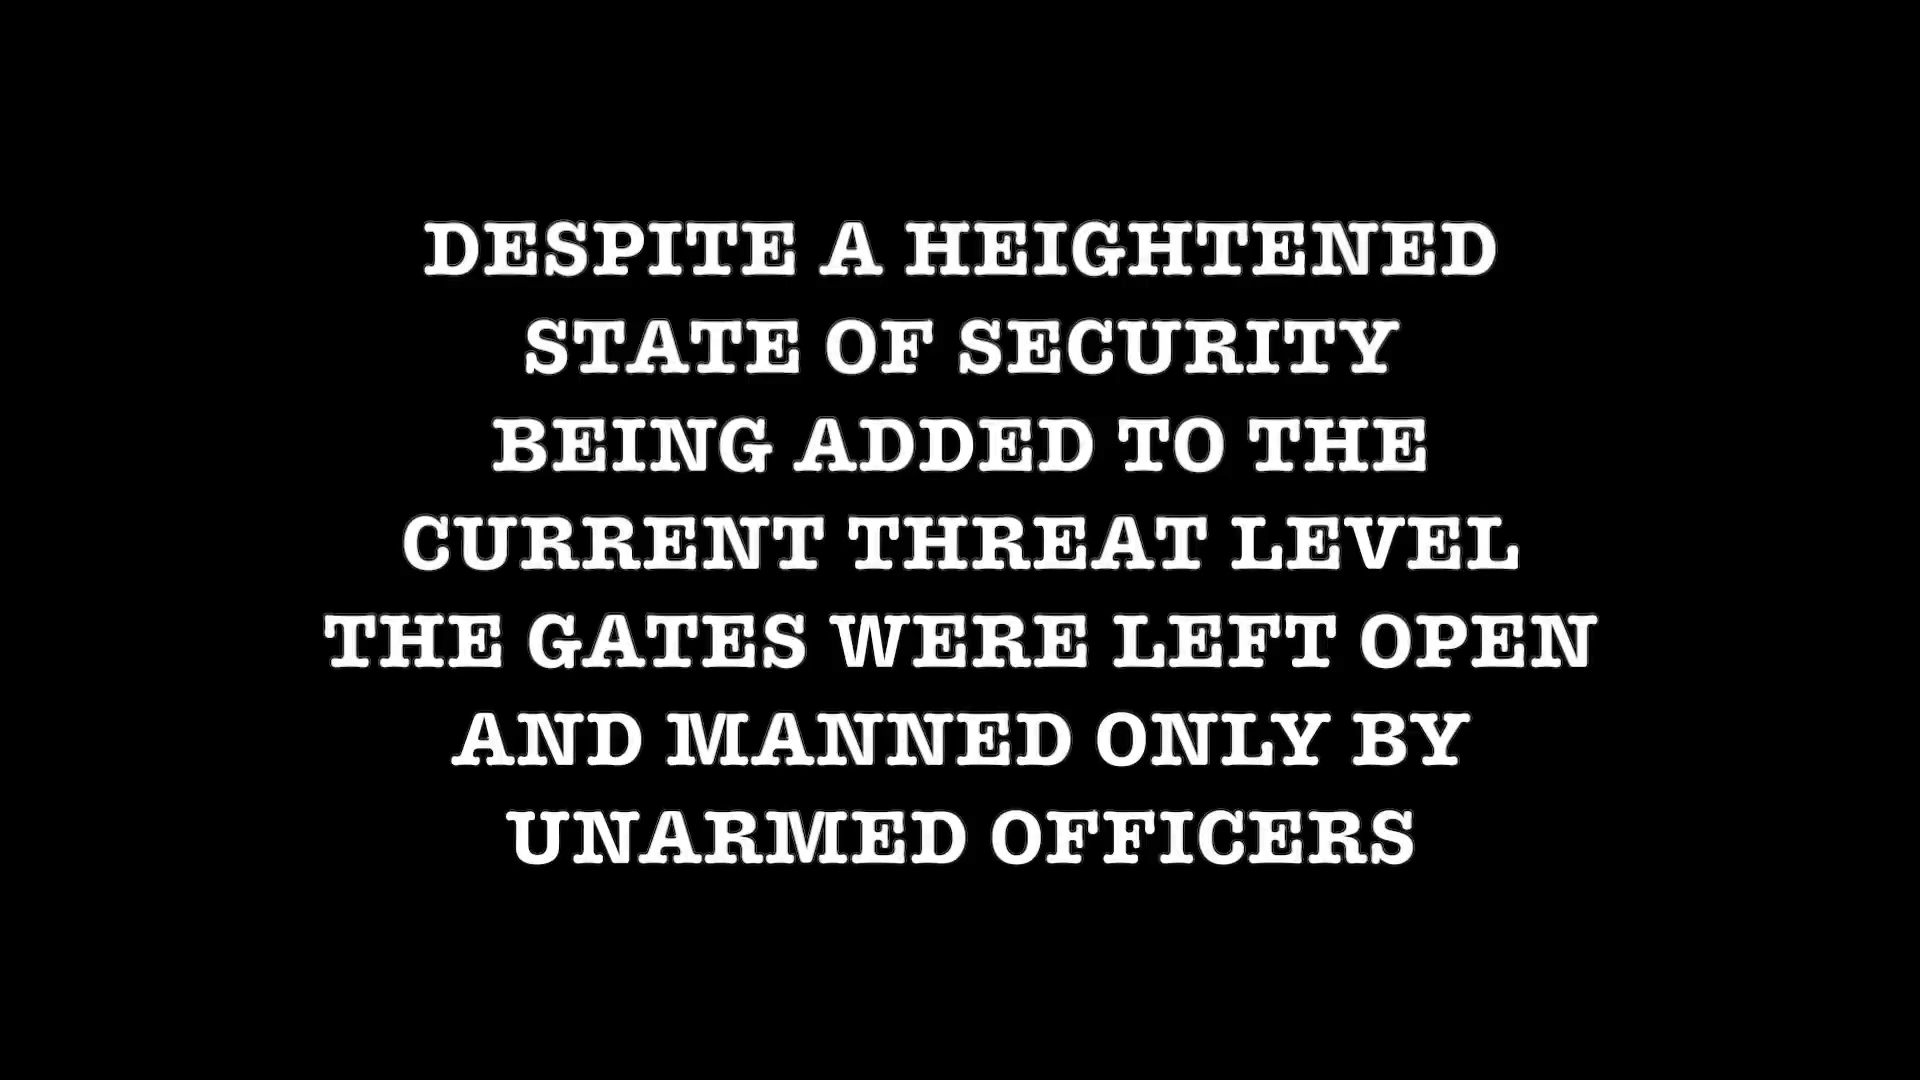 DESPITE A HEIGHTENED
STATE OF SECURITY
BEING ADDED TO THE
CURRENT THREAT LEVEL
THE GATES WERE LEFT OPEN
AND MANNED ONLY BY
UNARMED OFFICERS